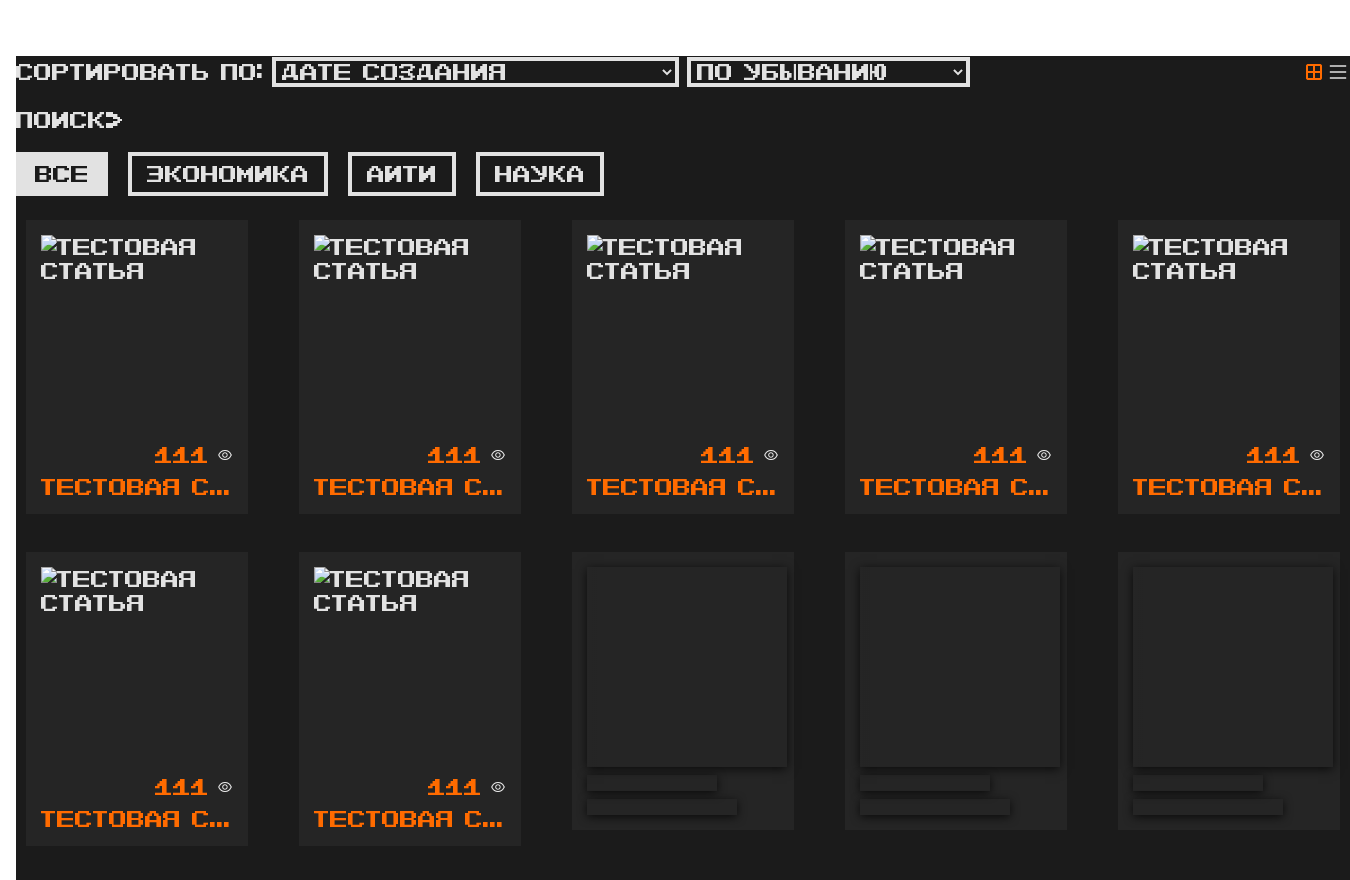 СОРТИРОВАТЬ ПО: ДАТЕ СОЗДАНИЯ ПО УБЫВАНИЮ
ПОИСК>
ВСЕ ЭКОНОМИКА АЙТИ НАУКА
ТЕСТОВАЯ ТЕСТОВАЯ ТЕСТОВАЯ ТЕСТОВАЯ ТЕСТОВАЯ
СТАТЬЯ СТАТЬЯ СТАТЬЯ СТАТЬЯ СТАТЬЯ
111 111 111 111 111
ТЕСТОВАЯ С... ТЕСТОВАЯ С... ТЕСТОВАЯ С... ТЕСТОВАЯ С... ТЕСТОВАЯ С...
ТЕСТОВАЯ ТЕСТОВАЯ
СТАТЬЯ СТАТЬЯ
111 111
ТЕСТОВАЯ С... ТЕСТОВАЯ С...